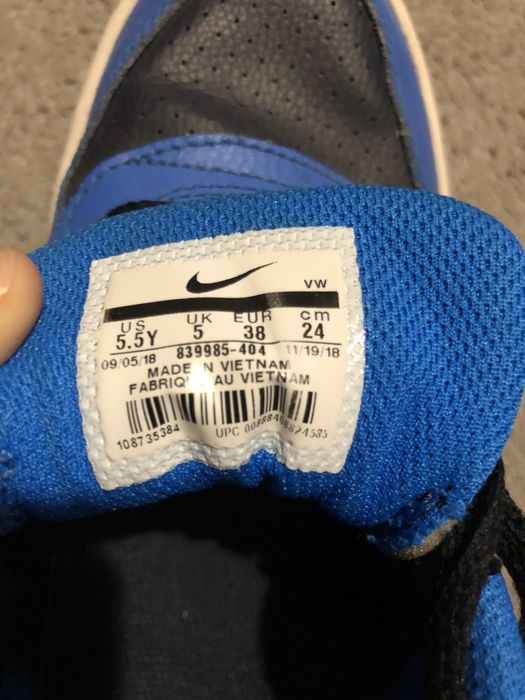 VW
US UK EUR cm
5.5Y 5 38 24
09/05/18 839985-404 11/19/18
MADE IN VIETNAM
FABRIQUÉ AU VIETNAM
108735384 UPC